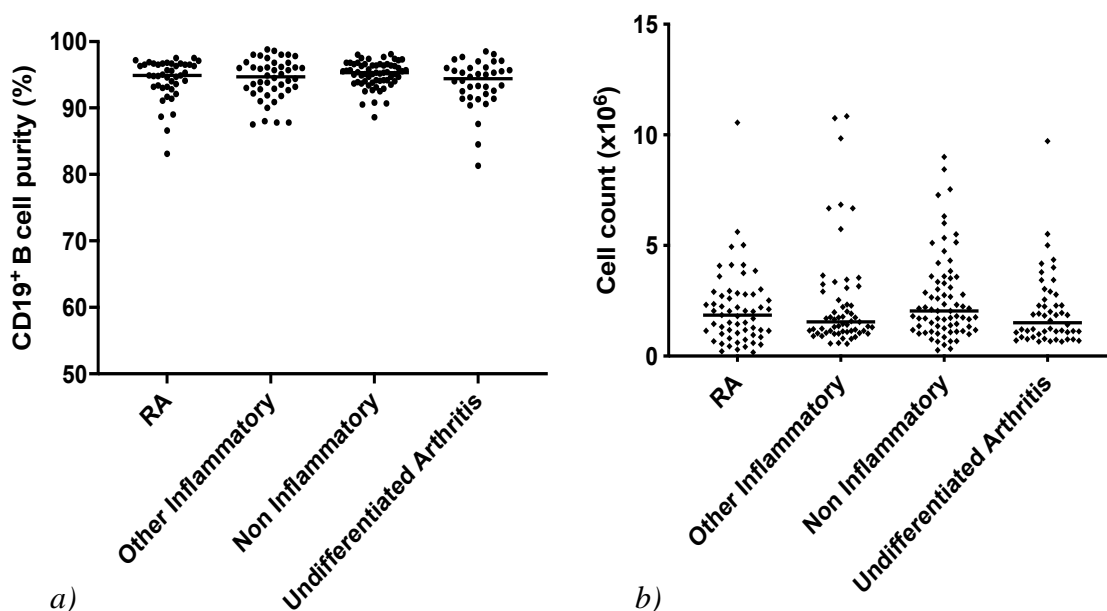 CD19⁺ B cell purity (%)
100
90
80
70
60
50
RA
Other Inflammatory
Non Inflammatory
Undifferentiated Arthritis
a)
Cell count (x10⁶)
15
10
5
0
RA
Other Inflammatory
Non Inflammatory
Undifferentiated Arthritis
b)